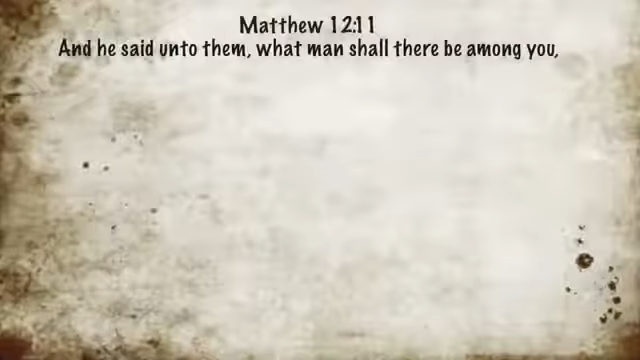 Matthew 12:11
And he said unto them, what man shall there be among you,